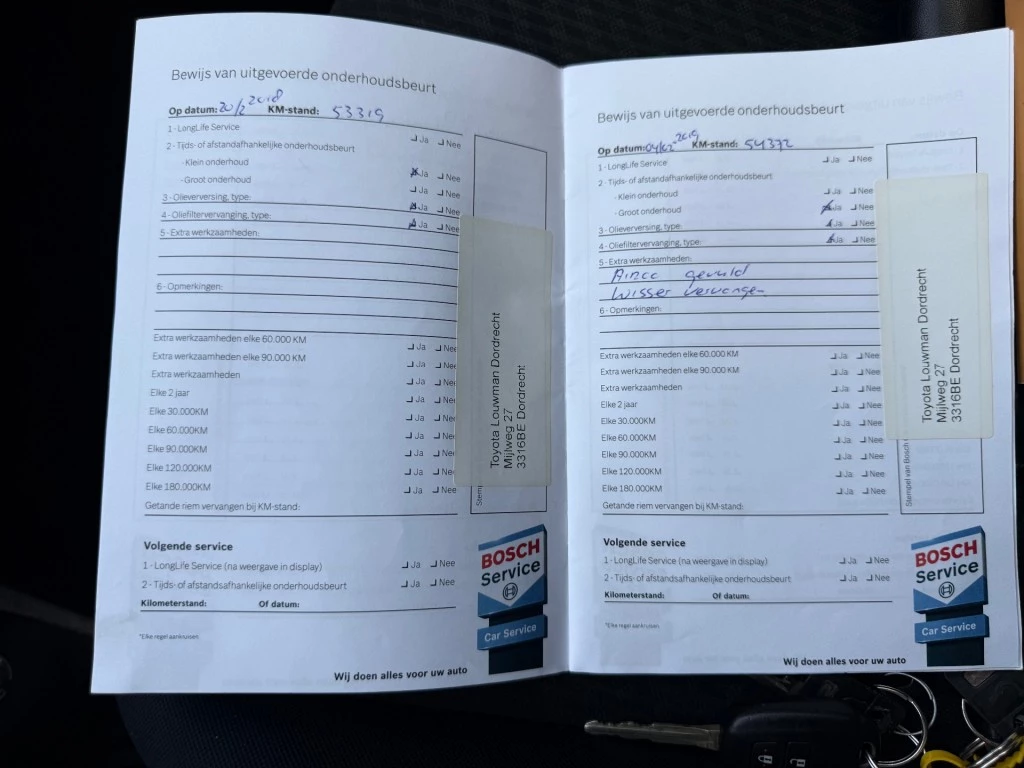 Bewijs van uitgevoerde onderhoudsbeurt
Op datum: 20/2 2018 KM-stand: 53319
1 - LongLife Service Ja Nee
2 - Tijds- of afstandafhankelijke onderhoudsbeurt
- Klein onderhoud Ja Nee
- Groot onderhoud Ja Nee
3 - Olieverversing, type: Ja Nee
4 - Oliefiltervervanging, type: Ja Nee
5 - Extra werkzaamheden:
6 - Opmerkingen:
Extra werkzaamheden elke 60.000 KM Ja Nee
Extra werkzaamheden elke 90.000 KM Ja Nee
Extra werkzaamheden Ja Nee
Elke 2 jaar Ja Nee
Elke 30.000KM Ja Nee
Elke 60.000KM Ja Nee
Elke 90.000KM Ja Nee
Elke 120.000KM Ja Nee
Elke 180.000KM Ja Nee
Getande riem vervangen bij KM-stand:
Toyota Louwman Dordrecht
Mijlweg 27
3316BE Dordrecht
Stemp
Volgende service
1 - LongLife Service (na weergave in display) Ja Nee
2 - Tijds- of afstandsafhankelijke onderhoudsbeurt Ja Nee
Kilometerstand: Of datum:
*Elke regel aankruisen
BOSCH
Service
Car Service
Wij doen alles voor uw auto
Bewijs van uitgevoerde onderhoudsbeurt
Op datum: 04/02-2019 KM-stand: 54372
1 - LongLife Service Ja Nee
2 - Tijds- of afstandafhankelijke onderhoudsbeurt
- Klein onderhoud Ja Nee
- Groot onderhoud Ja Nee
3 - Olieverversing, type: Ja Nee
4 - Oliefiltervervanging, type: Ja Nee
5 - Extra werkzaamheden:
Airco gevuld
Wisser vervangen
6 - Opmerkingen:
Extra werkzaamheden elke 60.000 KM Ja Nee
Extra werkzaamheden elke 90.000 KM Ja Nee
Extra werkzaamheden Ja Nee
Elke 2 jaar Ja Nee
Elke 30.000KM Ja Nee
Elke 60.000KM Ja Nee
Elke 90.000KM Ja Nee
Elke 120.000KM Ja Nee
Elke 180.000KM Ja Nee
Getande riem vervangen bij KM-stand:
Toyota Louwman Dordrecht
Mijlweg 27
3316BE Dordrecht
Stempel van Bosch
Volgende service
1 - LongLife Service (na weergave in display) Ja Nee
2 - Tijds- of afstandsafhankelijke onderhoudsbeurt Ja Nee
Kilometerstand: Of datum:
*Elke regel aankruisen
BOSCH
Service
Car Service
Wij doen alles voor uw auto